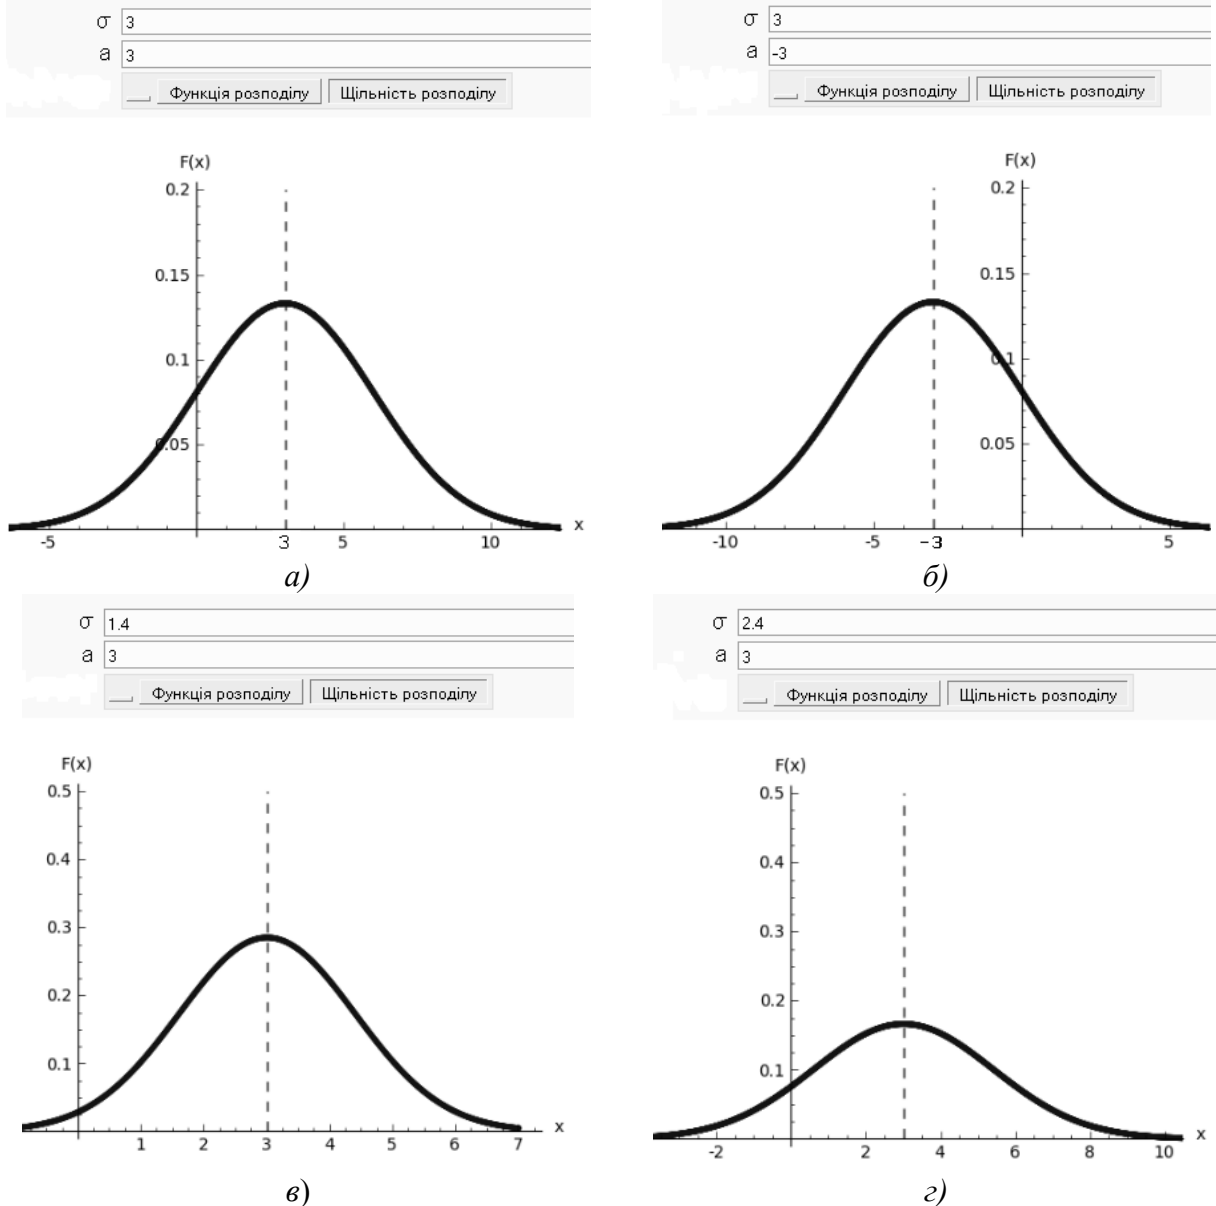 σ 3
a 3
Функція розподілу Щільність розподілу
F(x)
0.2
0.15
0.1
0.05
-5 3 5 10 x
а)
σ 3
a -3
Функція розподілу Щільність розподілу
F(x)
0.2
0.15
0.1
0.05
-10 -5 -3 5
б)
σ 1.4
a 3
Функція розподілу Щільність розподілу
F(x)
0.5
0.4
0.3
0.2
0.1
1 2 3 4 5 6 7 x
в)
σ 2.4
a 3
Функція розподілу Щільність розподілу
F(x)
0.5
0.4
0.3
0.2
0.1
-2 2 4 6 8 10 x
г)